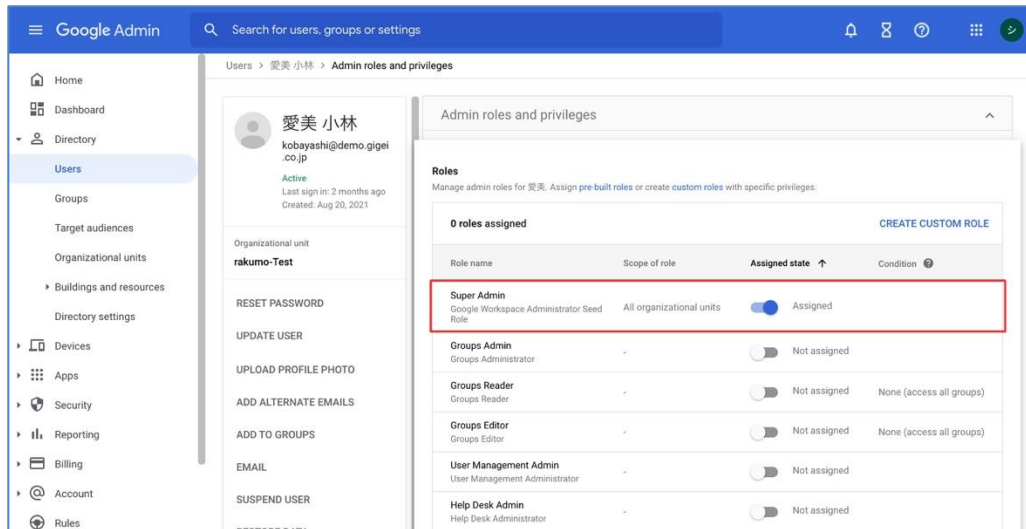 Google Admin
Search for users, groups or settings
シ
Users > 愛美 小林 > Admin roles and privileges
Home
Dashboard
Directory
Users
Groups
Target audiences
Organizational units
Buildings and resources
Directory settings
Devices
Apps
Security
Reporting
Billing
Account
Rules
愛美 小林
kobayashi@demo.gigei
.co.jp
Active
Last sign in: 2 months ago
Created: Aug 20, 2021
Organizational unit
rakumo-Test
RESET PASSWORD
UPDATE USER
UPLOAD PROFILE PHOTO
ADD ALTERNATE EMAILS
ADD TO GROUPS
EMAIL
SUSPEND USER
Admin roles and privileges
Roles
Manage admin roles for 愛美. Assign pre-built roles or create custom roles with specific privileges.
0 roles assigned
CREATE CUSTOM ROLE
Role name Scope of role Assigned state Condition
Super Admin
Google Workspace Administrator Seed
Role
All organizational units
Assigned
Groups Admin
Groups Administrator
-
Not assigned
Groups Reader
Groups Reader
-
Not assigned
None (access all groups)
Groups Editor
Groups Editor
-
Not assigned
None (access all groups)
User Management Admin
User Management Administrator
-
Not assigned
Help Desk Admin
Help Desk Administrator
-
Not assigned